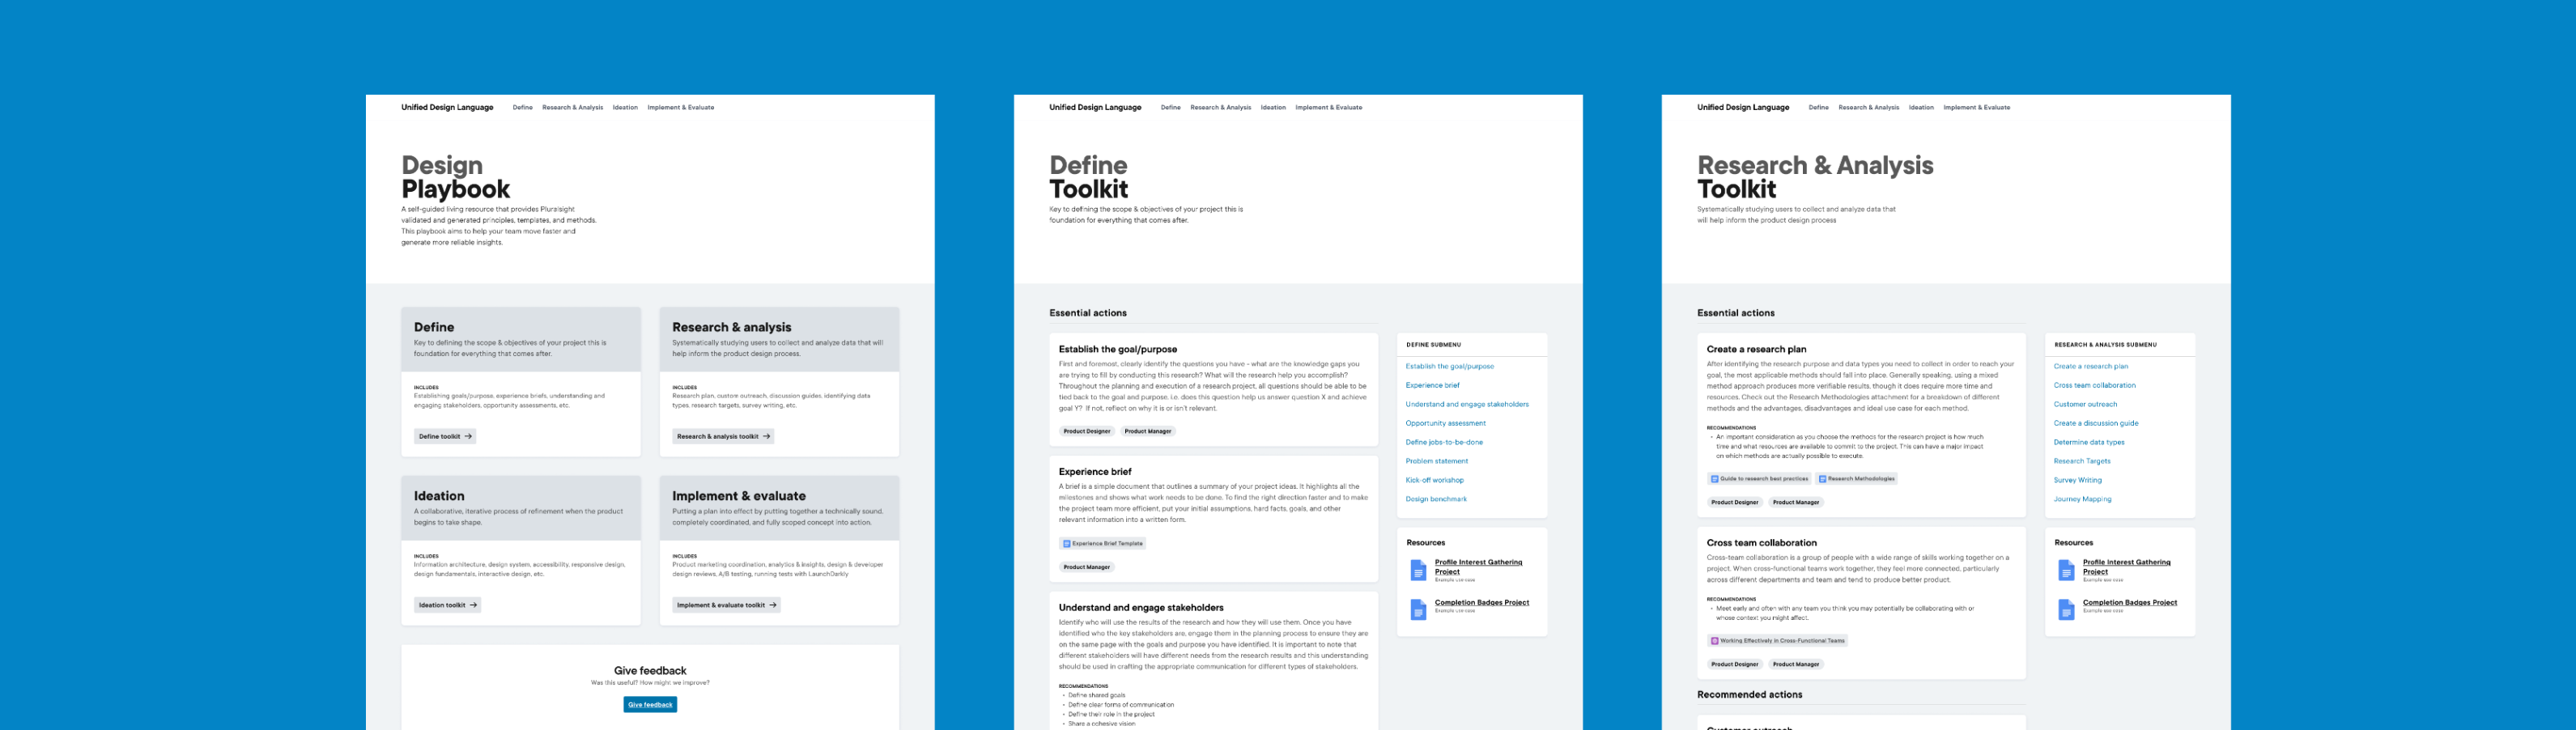 Unified Design Language Define Research & Analysis Ideation Implement & Evaluate
Design
Playbook
A self-guided living resource that provides Pluralsight
validated and generated principles, templates, and methods.
This playbook aims to help your team move faster and
generate more reliable insights.
Define
Key to defining the scope & objectives of your project this is
foundation for everything that comes after.
INCLUDES
Establishing goals/purpose, experience briefs, understanding and
engaging stakeholders, opportunity assessments, etc.
Define toolkit →
Research & analysis
Systematically studying users to collect and analyze data that will
help inform the product design process.
INCLUDES
Research plan, custom outreach, discussion guides, identifying data
types, research targets, survey writing, etc.
Research & analysis toolkit →
Ideation
A collaborative, iterative process of refinement when the product
begins to take shape.
INCLUDES
Information architecture, design system, accessibility, responsive design,
design fundamentals, interactive design, etc.
Ideation toolkit →
Implement & evaluate
Putting a plan into effect by putting together a technically sound,
completely coordinated, and fully scoped concept into action.
INCLUDES
Product marketing coordination, analytics & insights, design & developer
design reviews, A/B testing, running tests with LaunchDarkly
Implement & evaluate toolkit →
Give feedback
Was this useful? How might we improve?
Give feedback
Unified Design Language Define Research & Analysis Ideation Implement & Evaluate
Define
Toolkit
Key to defining the scope & objectives of your project this is
foundation for everything that comes after.
Essential actions
Establish the goal/purpose
First and foremost, clearly identify the questions you have - what are the knowledge gaps you
are trying to fill by conducting this research? What will the research help you accomplish?
Throughout the planning and execution of a research project, all questions should be able to be
tied back to the goal and purpose, i.e. does this question help us answer question X and achieve
goal Y? If not, reflect on why it is or isn't relevant.
Product Designer Product Manager
Experience brief
A brief is a simple document that outlines a summary of your project ideas. It highlights all the
milestones and shows what work needs to be done. To find the right direction faster and to make
the project team more efficient, put your initial assumptions, hard facts, goals, and other
relevant information into a written form.
Experience Brief Template
Product Manager
Understand and engage stakeholders
Identify who will use the results of the research and how they will use them. Once you have
identified who the key stakeholders are, engage them in the planning process to ensure they are
on the same page with the goals and purpose you have identified. It is important to note that
different stakeholders will have different needs from the research results and this understanding
should be used in crafting the appropriate communication for different types of stakeholders.
RECOMMENDATIONS
• Define shared goals
• Define clear forms of communication
• Define their role in the project
• Share a cohesive vision
DEFINE SUBMENU
Establish the goal/purpose
Experience brief
Understand and engage stakeholders
Opportunity assessment
Define jobs-to-be-done
Problem statement
Kick-off workshop
Design benchmark
Resources
Profile Interest Gathering
Project
Example use case
Completion Badges Project
Example use case
Unified Design Language Define Research & Analysis Ideation Implement & Evaluate
Research & Analysis
Toolkit
Systematically studying users to collect and analyze data that
will help inform the product design process
Essential actions
Create a research plan
After identifying the research purpose and data types you need to collect in order to reach your
goal, the most applicable methods should fall into place. Generally speaking, using a mixed
method approach produces more verifiable results, though it does require more time and
resources. Check out the Research Methodologies attachment for a breakdown of different
methods and the advantages, disadvantages and ideal use case for each method.
RECOMMENDATIONS
• An important consideration as you choose the methods for the research project is how much
time and what resources are available to commit to the project. This can have a major impact
on which methods are actually possible to execute.
Guide to research best practices Research Methodologies
Product Designer Product Manager
Cross team collaboration
Cross-team collaboration is a group of people with a wide range of skills working together on a
project. When cross-functional teams work together, they feel more connected, particularly
across different departments and team and tend to produce better product.
RECOMMENDATIONS
• Meet early and often with any team you think you may potentially be collaborating with or
whose context you might affect.
Working Effectively in Cross-Functional Teams
Product Designer Product Manager
Recommended actions
RESEARCH & ANALYSIS SUBMENU
Create a research plan
Cross team collaboration
Customer outreach
Create a discussion guide
Determine data types
Research Targets
Survey Writing
Journey Mapping
Resources
Profile Interest Gathering
Project
Example use case
Completion Badges Project
Example use case